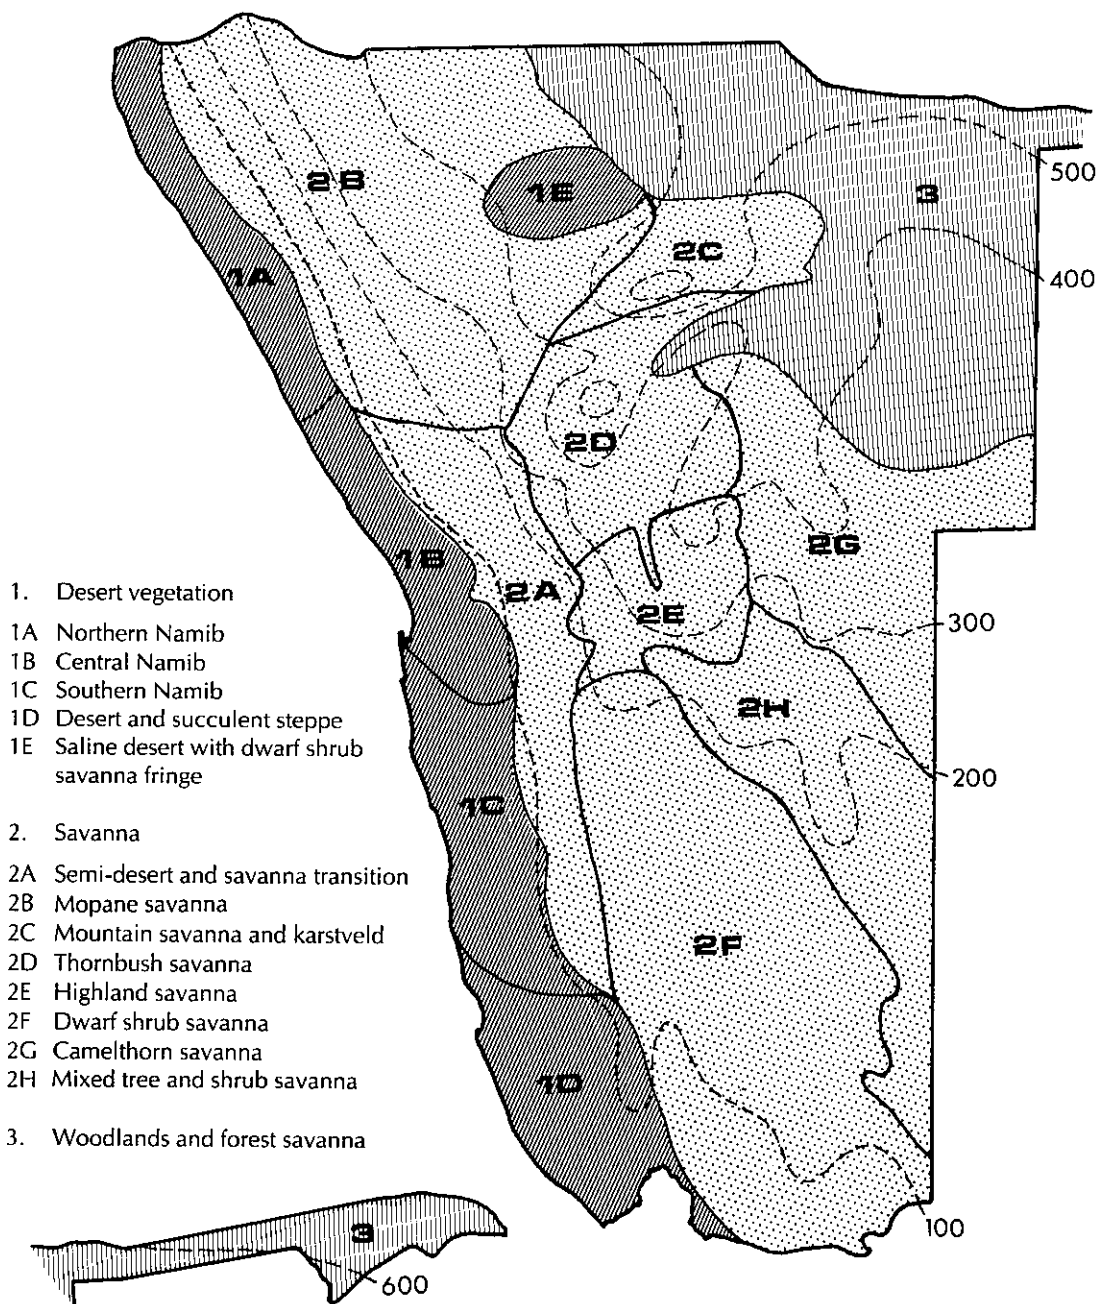 2B
1E
3
500
2C
400
1A
2D
1B
2A
2G
2E
300
2H
200
1C
2F
1D
100
1. Desert vegetation
1A Northern Namib
1B Central Namib
1C Southern Namib
1D Desert and succulent steppe
1E Saline desert with dwarf shrub
savanna fringe
2. Savanna
2A Semi-desert and savanna transition
2B Mopane savanna
2C Mountain savanna and karstveld
2D Thornbush savanna
2E Highland savanna
2F Dwarf shrub savanna
2G Camelthorn savanna
2H Mixed tree and shrub savanna
3. Woodlands and forest savanna
3
600